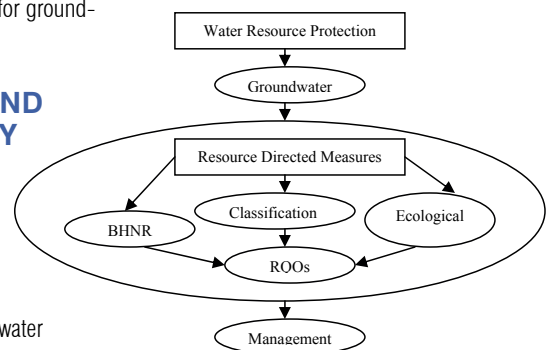 for ground-
ND
Y
water
Water Resource Protection
Groundwater
Resource Directed Measures
Classification
Ecological
BHNR
RQOs
Management